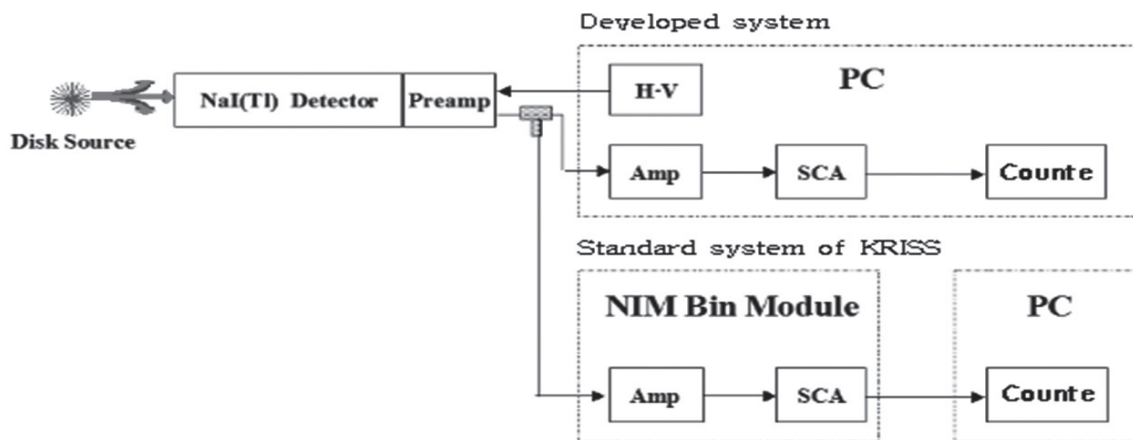 Developed system
PC
NaI(Tl) Detector
Preamp
H-V
Disk Source
Amp
SCA
Counte
Standard system of KRISS
NIM Bin Module
PC
Amp
SCA
Counte